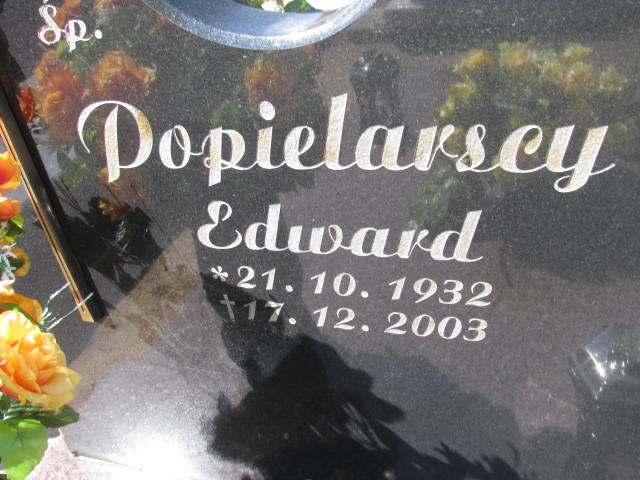 Śp.
Popielarscy
Edward
*21. 10. 1932
†17. 12. 2003